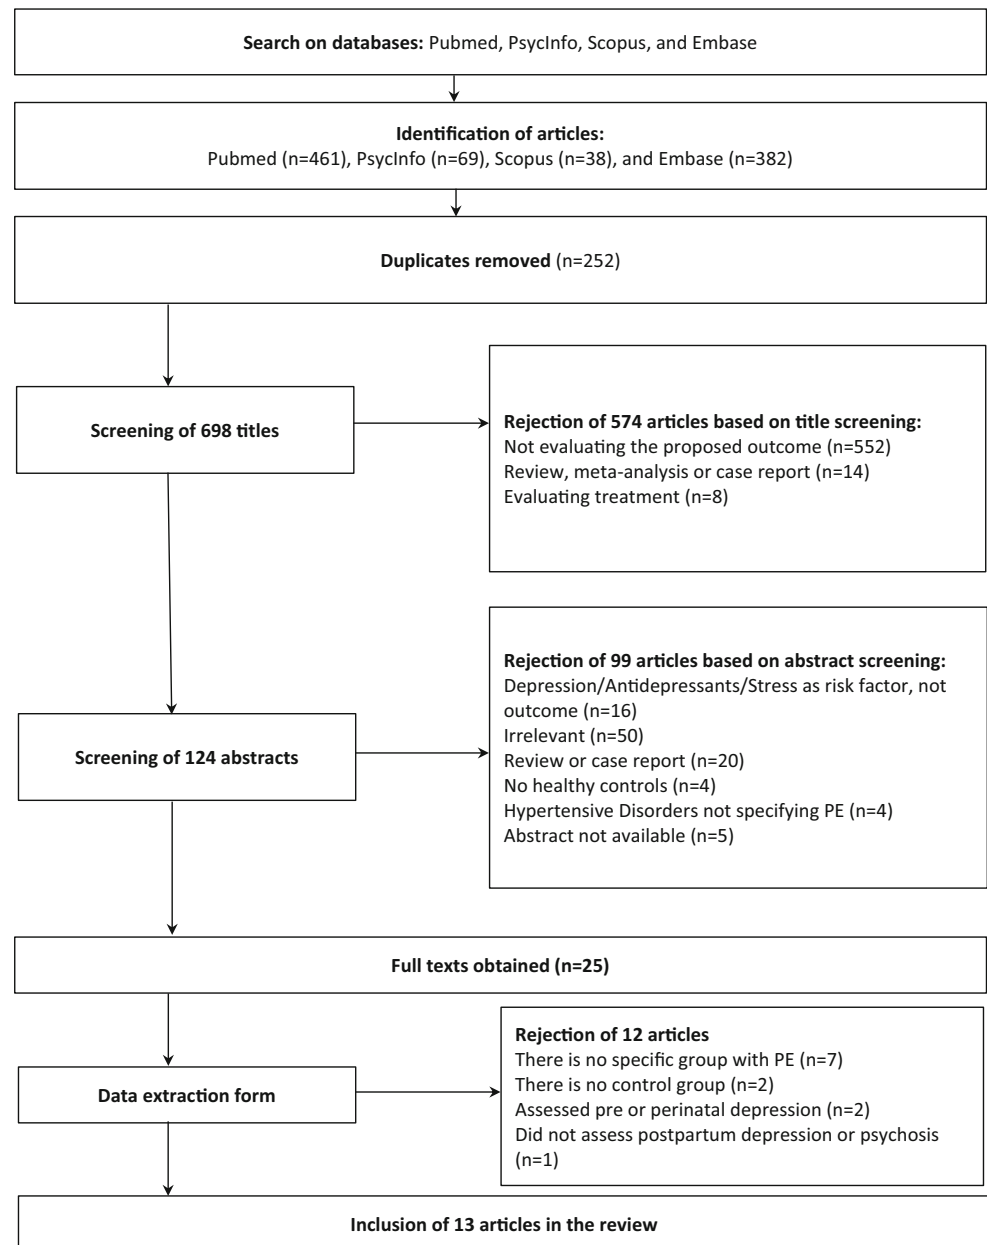 Search on databases: Pubmed, PsycInfo, Scopus, and Embase
Identification of articles:
Pubmed (n=461), PsycInfo (n=69), Scopus (n=38), and Embase (n=382)
Duplicates removed (n=252)
Screening of 698 titles
Rejection of 574 articles based on title screening:
Not evaluating the proposed outcome (n=552)
Review, meta-analysis or case report (n=14)
Evaluating treatment (n=8)
Screening of 124 abstracts
Rejection of 99 articles based on abstract screening:
Depression/Antidepressants/Stress as risk factor, not
outcome (n=16)
Irrelevant (n=50)
Review or case report (n=20)
No healthy controls (n=4)
Hypertensive Disorders not specifying PE (n=4)
Abstract not available (n=5)
Full texts obtained (n=25)
Data extraction form
Rejection of 12 articles
There is no specific group with PE (n=7)
There is no control group (n=2)
Assessed pre or perinatal depression (n=2)
Did not assess postpartum depression or psychosis
(n=1)
Inclusion of 13 articles in the review